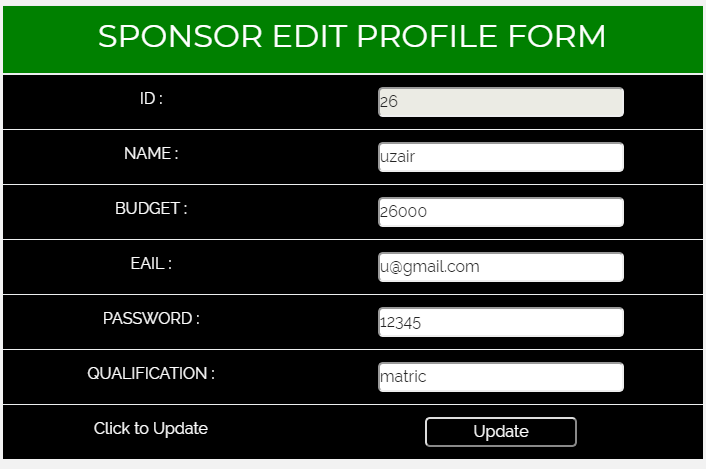 SPONSOR EDIT PROFILE FORM
ID : 26
NAME : uzair
BUDGET : 26000
EAIL : u@gmail.com
PASSWORD : 12345
QUALIFICATION : matric
Click to Update Update